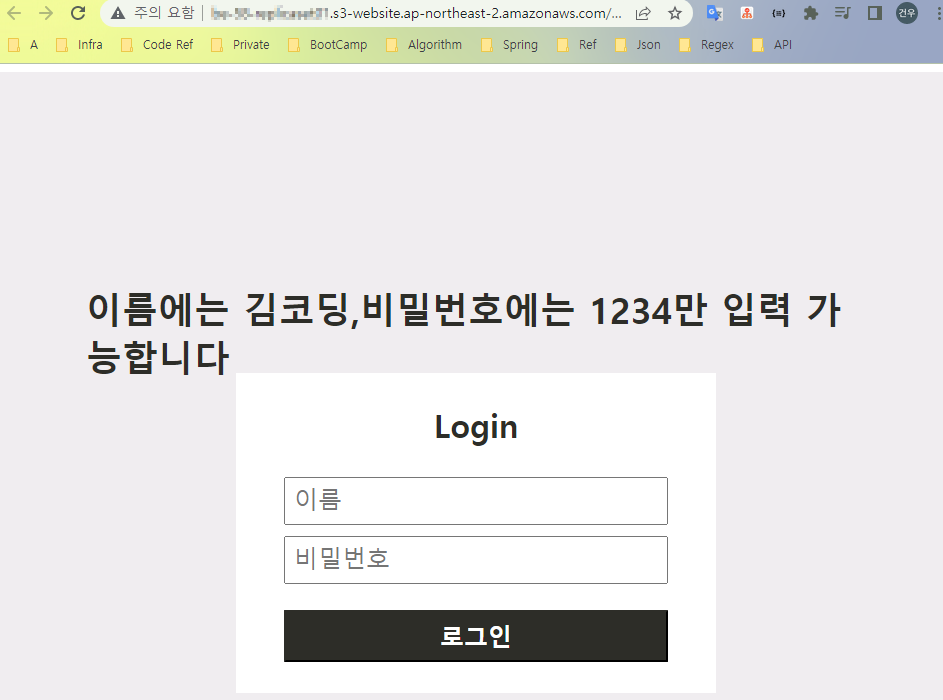 주의 요함 .s3-website.ap-northeast-2.amazonaws.com/... 건우
A Infra Code Ref Private BootCamp Algorithm Spring Ref Json Regex API
이름에는 김코딩,비밀번호에는 1234만 입력 가
능합니다
Login
이름
비밀번호
로그인